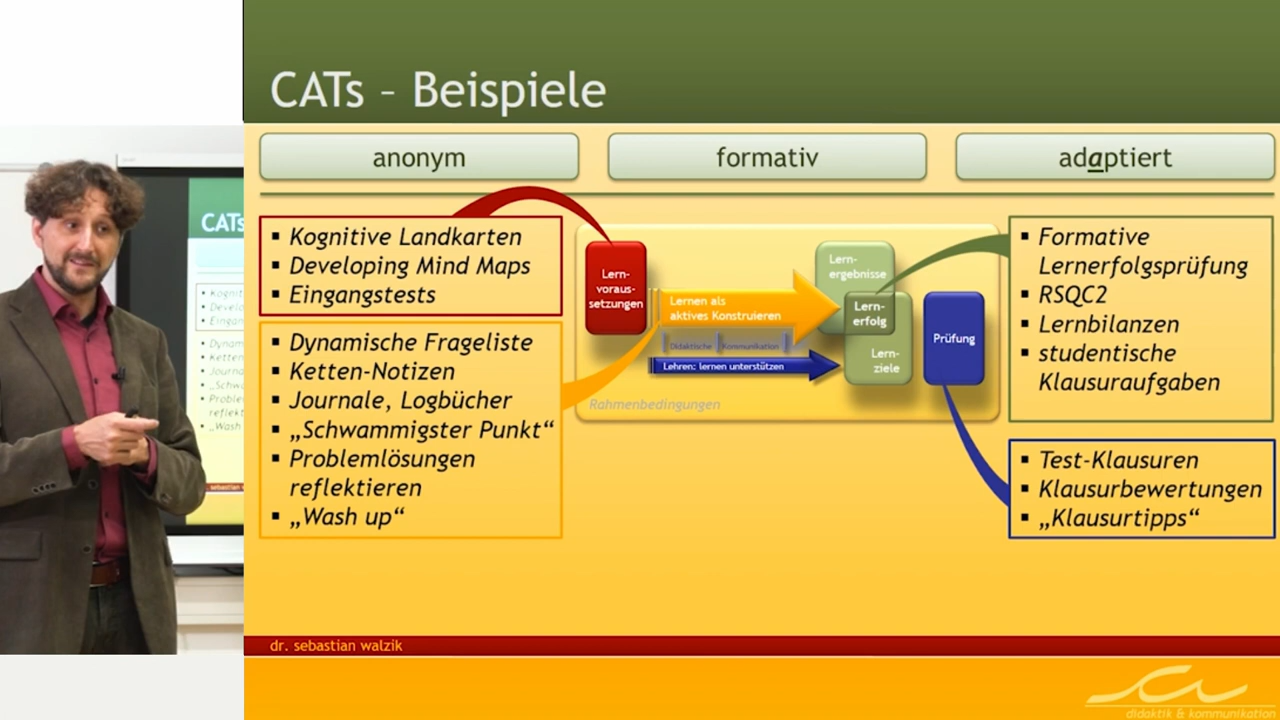 CATs – Beispiele
anonym
formativ
adaptiert
▪ Kognitive Landkarten
▪ Developing Mind Maps
▪ Eingangstests
▪ Dynamische Frageliste
▪ Ketten-Notizen
▪ Journale, Logbücher
▪ „Schwammigster Punkt“
▪ Problemlösungen
reflektieren
▪ „Wash up“
Lern-
voraus-
setzungen
Lernen als
aktives Konstruieren
Didaktische Kommunikation
Lehren: lernen unterstützen
Rahmenbedingungen
Lern-
ergebnisse
Lern-
erfolg
Lern-
ziele
Prüfung
▪ Formative
Lernerfolgsprüfung
▪ RSQC2
▪ Lernbilanzen
▪ studentische
Klausuraufgaben
▪ Test-Klausuren
▪ Klausurbewertungen
▪ „Klausurtipps“
CATs
dr. sebastian walzik
didaktik & kommunikation